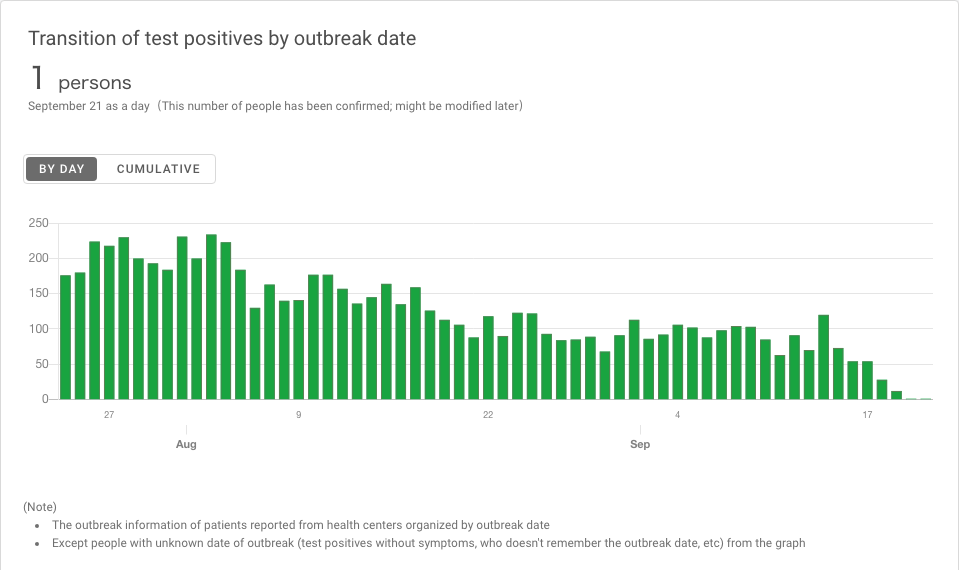 Transition of test positives by outbreak date
1 persons
September 21 as a day（This number of people has been confirmed; might be modified later）
BY DAY CUMULATIVE
250
200
150
100
50
0
27 9 22 4 17
Aug Sep
(Note)
• The outbreak information of patients reported from health centers organized by outbreak date
• Except people with unknown date of outbreak (test positives without symptoms, who doesn't remember the outbreak date, etc) from the graph